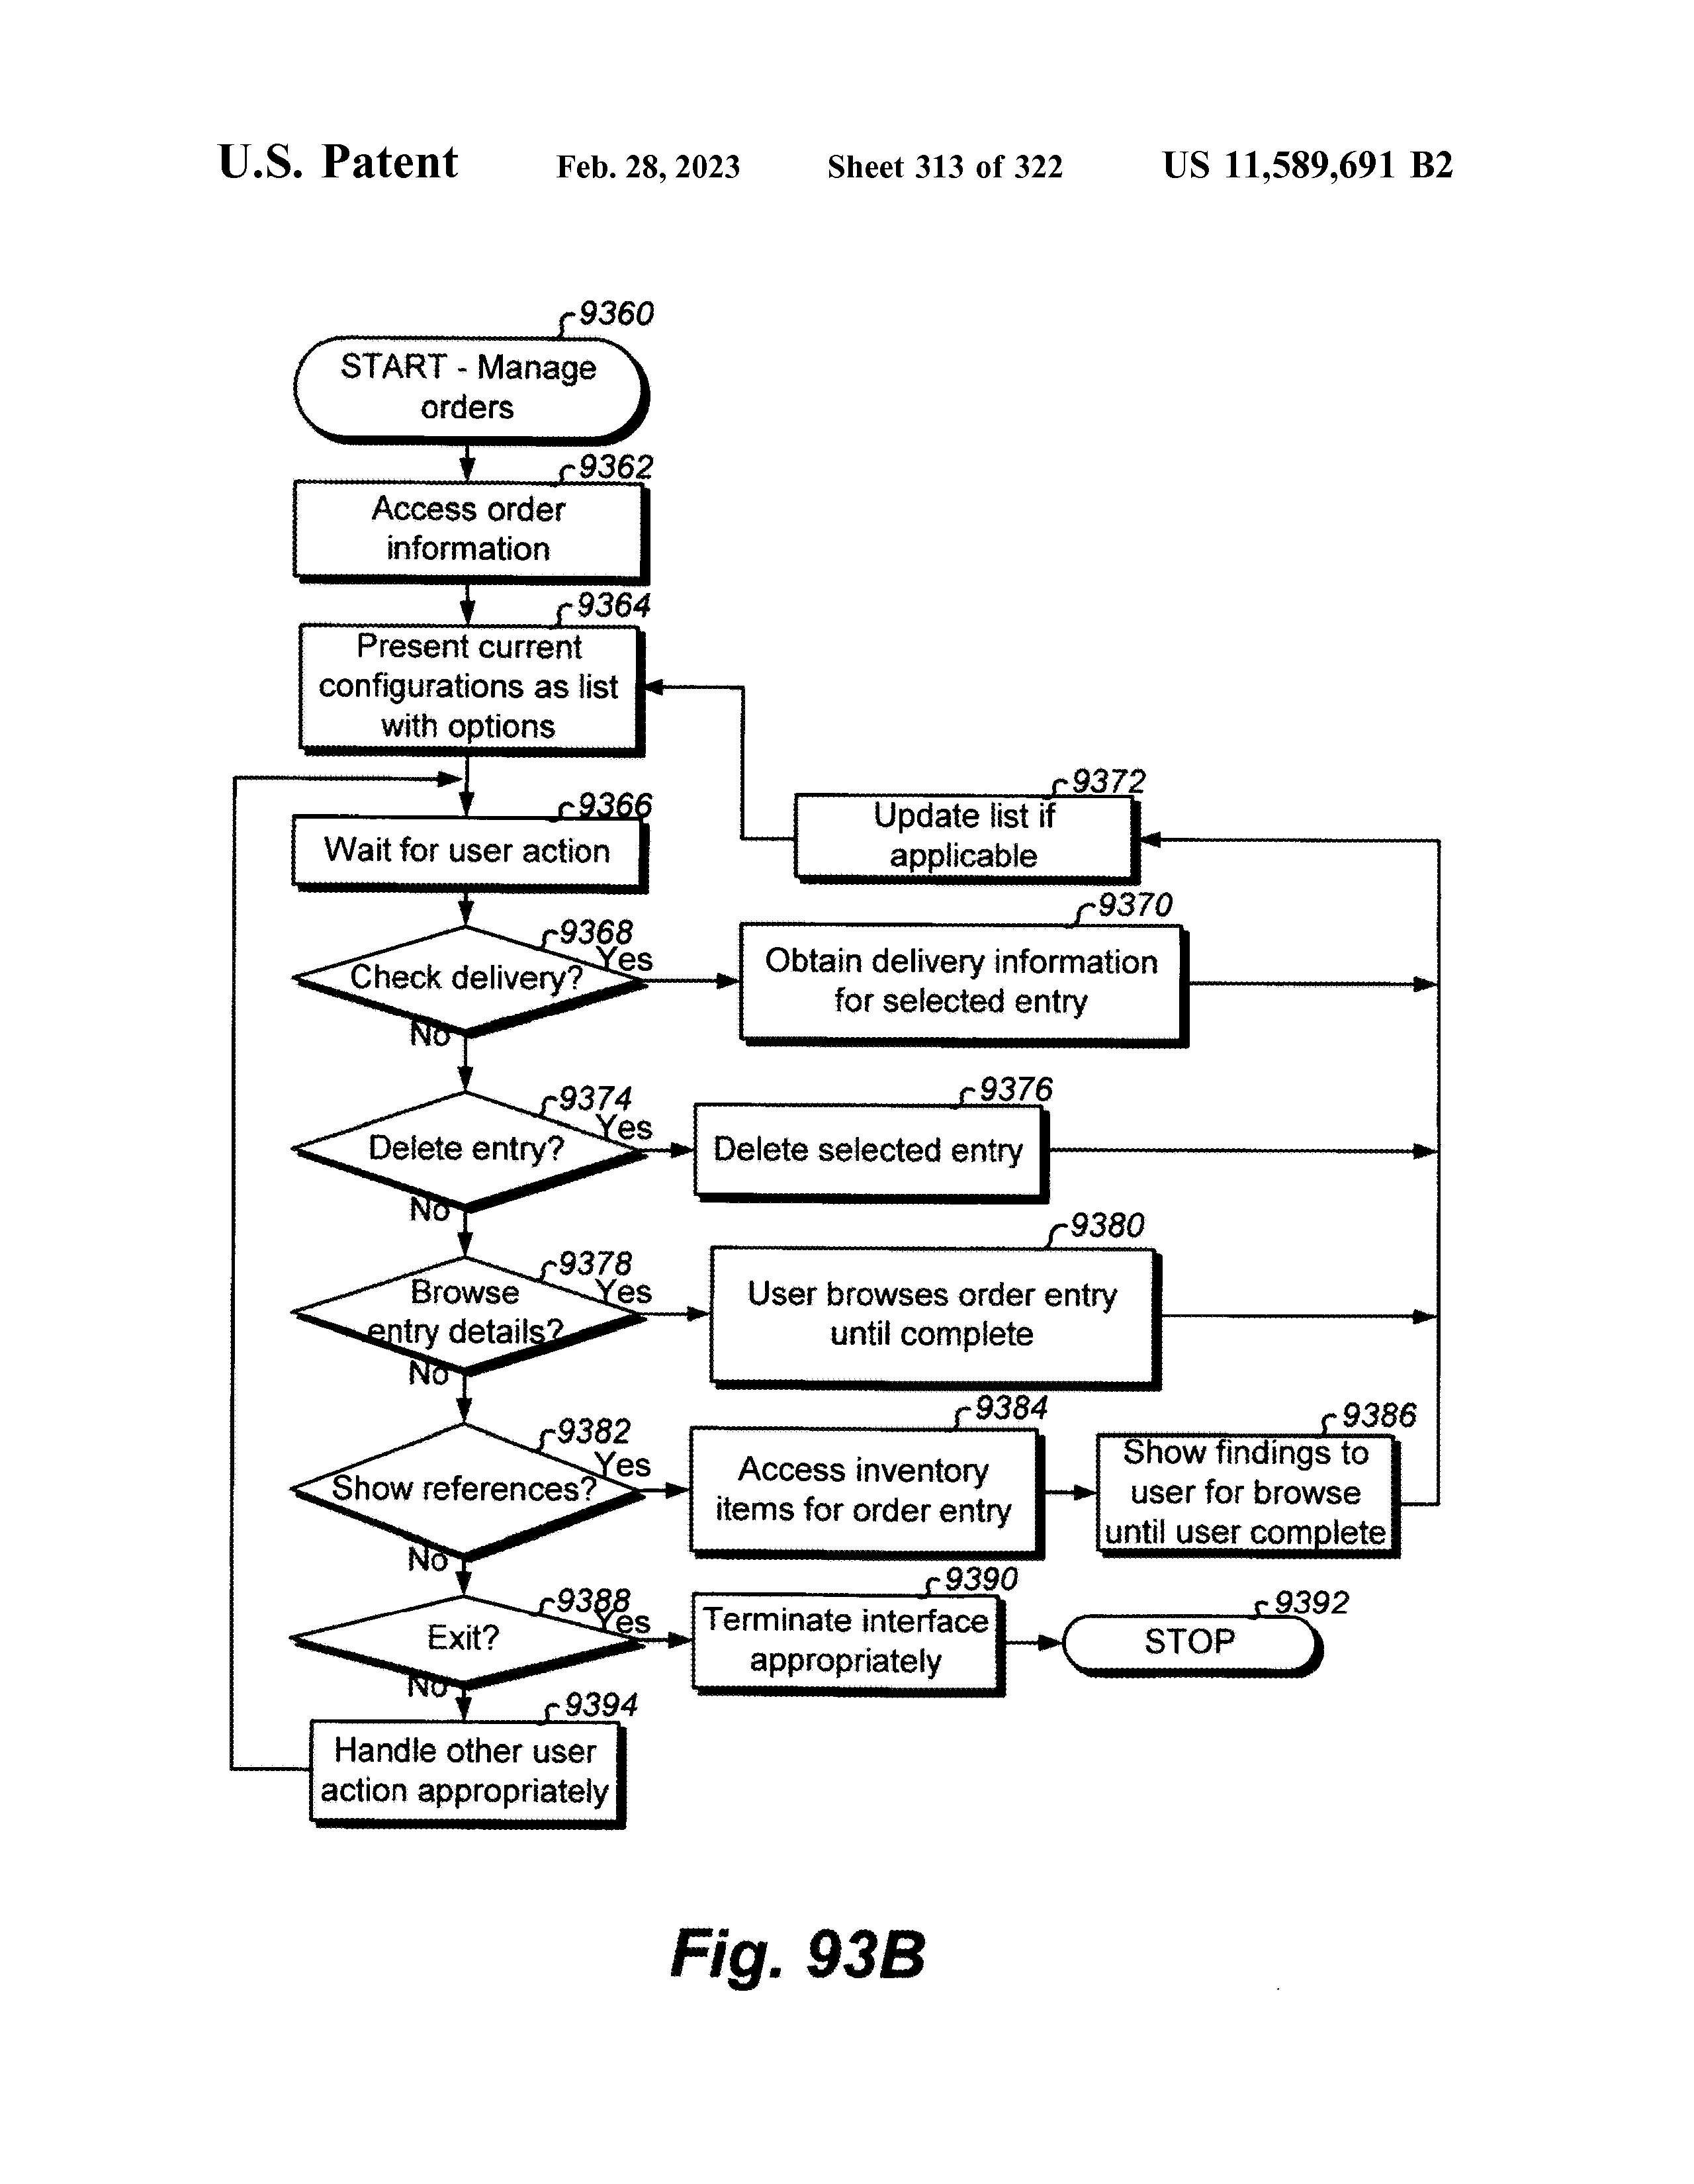 U.S. Patent Feb. 28, 2023 Sheet 313 of 322 US 11,589,691 B2
9360
START - Manage
orders
9362
Access order
information
9364
Present current
configurations as list
with options
9366
Wait for user action
9372
Update list if
applicable
9368
Check delivery?
Yes
No
9370
Obtain delivery information
for selected entry
9374
Delete entry?
Yes
No
9376
Delete selected entry
9378
Browse
entry details?
Yes
No
9380
User browses order entry
until complete
9382
Show references?
Yes
No
9384
Access inventory
items for order entry
9386
Show findings to
user for browse
until user complete
9388
Exit?
Yes
No
9390
Terminate interface
appropriately
9392
STOP
9394
Handle other user
action appropriately
Fig. 93B